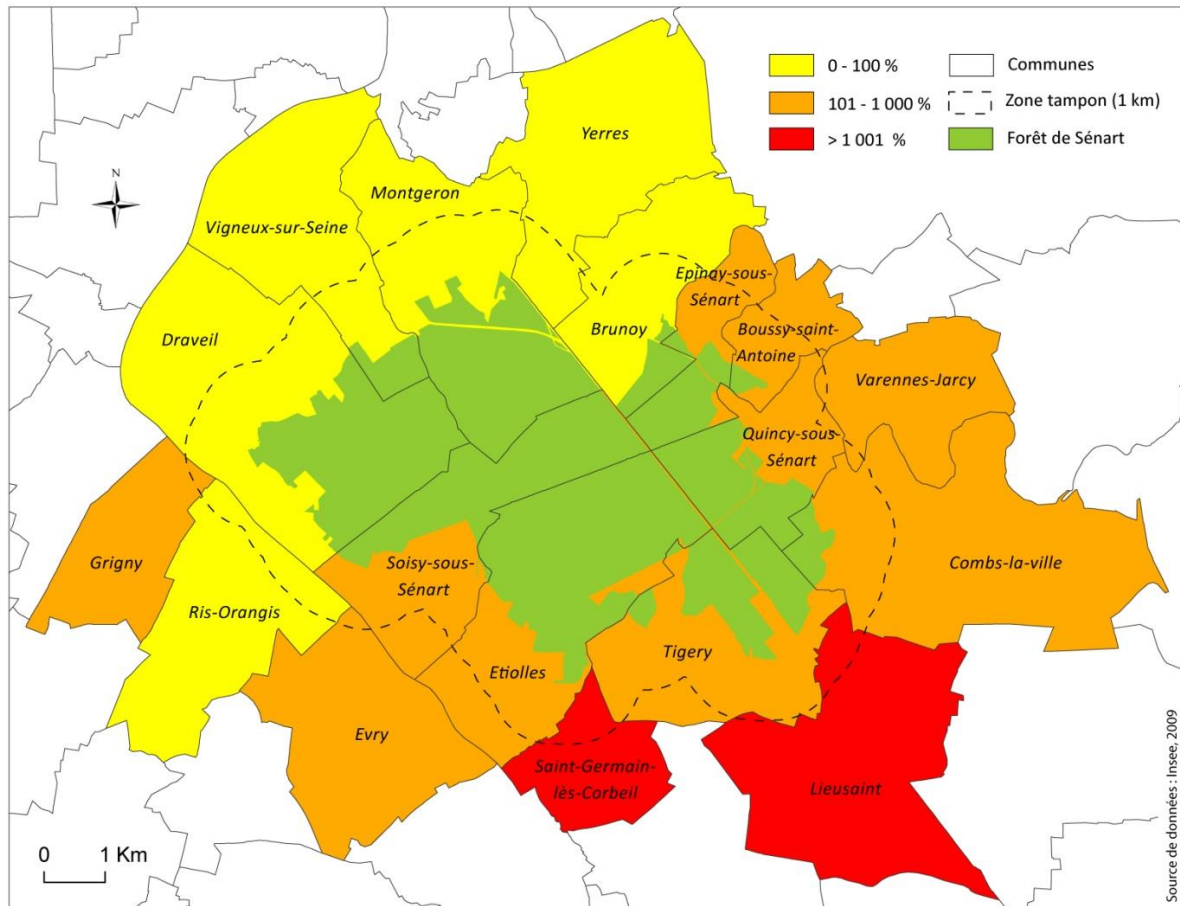 0 - 100 %
Communes
101 - 1 000 %
Zone tampon (1 km)
> 1 001 %
Forêt de Sénart
N
Yerres
Montgeron
Vigneux-sur-Seine
Epinay-sous-
Sénart
Draveil
Brunoy
Boussy-saint-
Antoine
Varennes-Jarcy
Quincy-sous-
Sénart
Grigny
Soisy-sous-
Sénart
Combs-la-ville
Ris-Orangis
Tigery
Etiolles
Evry
Saint-Germain-
lès-Corbeil
Lieusaint
0 1 Km
Source de données : Insee, 2009